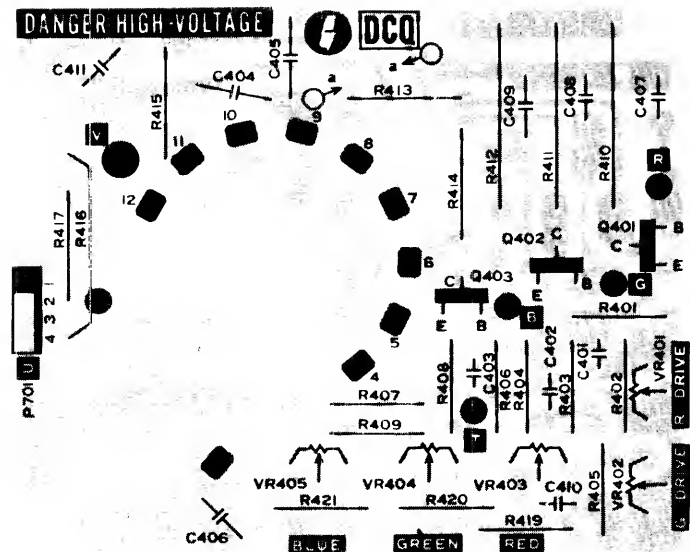 DANGER HIGH-VOLTAGE
DCQ
C411
C404
C405
a
a
R413
R415
C409
C408
C407
V
11
10
9
8
7
12
6
5
4
R412
R411
R410
R
R414
R417
R416
Q401
B
C
E
Q402
C
E
B
Q403
C
E
B
G
B
R401
1
2
3
4
U
P701
R408
C403
R406
R404
C402
R403
C401
R402
VR401
R DRIVE
R407
R409
T
VR405
VR404
VR403
C410
R405
VR402
G DRIVE
R421
R420
R419
C406
BLUE
GREEN
RED